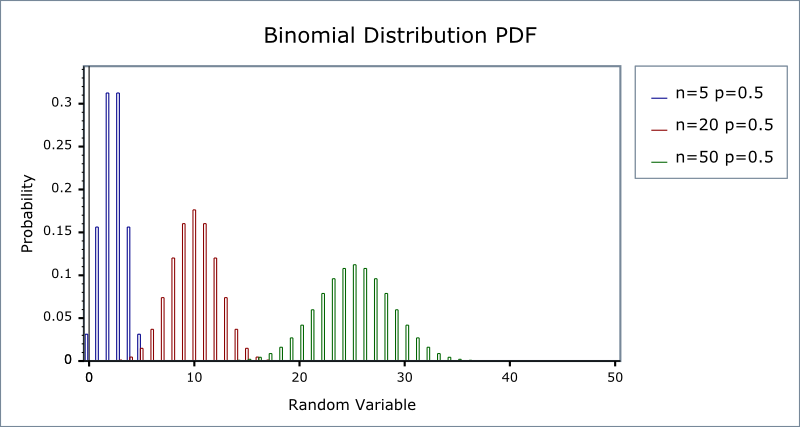 Binomial Distribution PDF
n=5 p=0.5
n=20 p=0.5
n=50 p=0.5
Probability
0.3
0.25
0.2
0.15
0.1
0.05
0
0 10 20 30 40 50
Random Variable